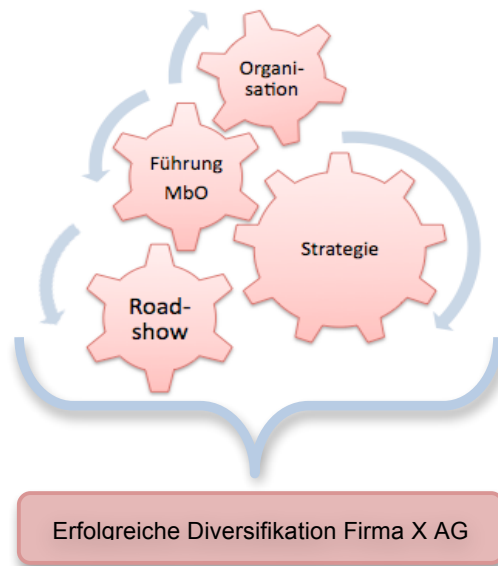 Organi-
sation
Führung
MbO
Strategie
Road-
show
Erfolgreiche Diversifikation Firma X AG